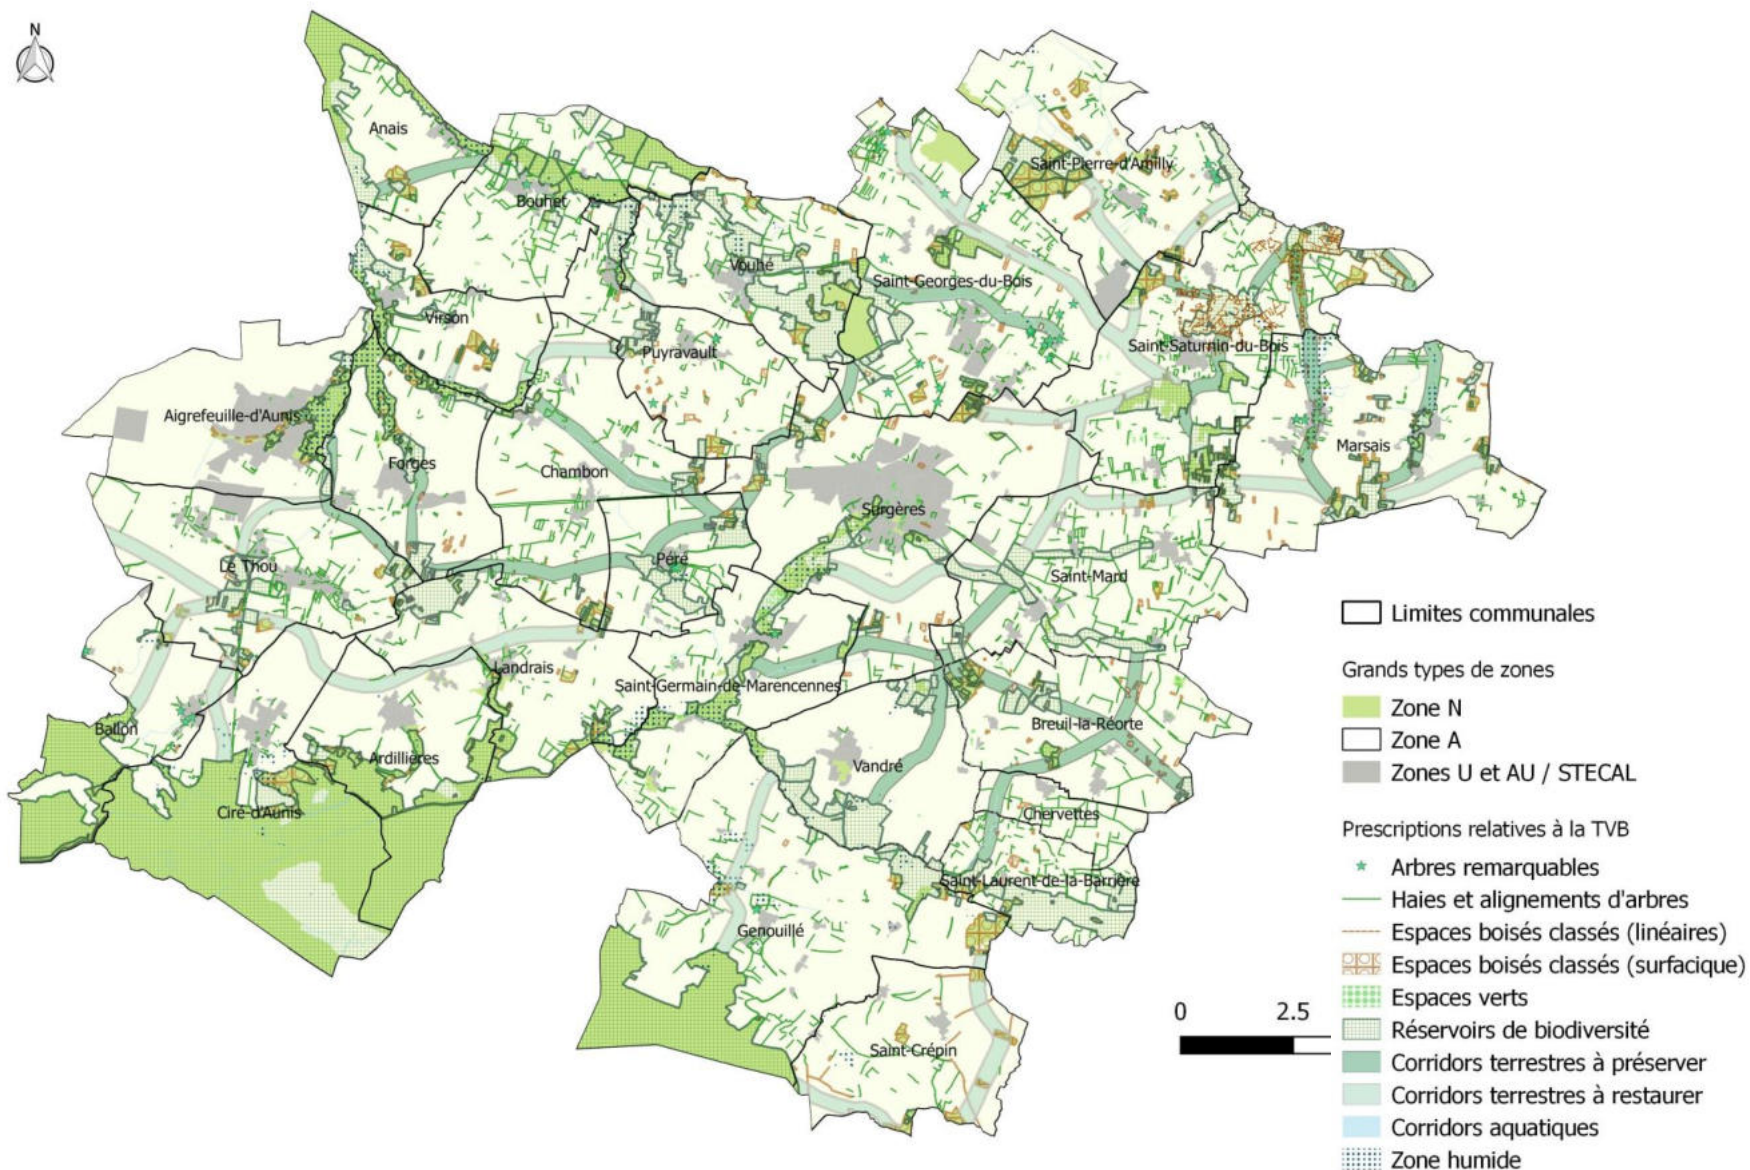 N
Anais
Saint-Pierre-d'Amilly
Bouhet
Vouhé
Saint-Georges-du-Bois
Virson
Puyravault
Saint-Saturnin-du-Bois
Aigrefeuille-d'Aunis
Marsais
Forges
Chambon
Surgères
Péré
Le Thou
Saint-Mard
Landrais
Saint-Germain-de-Marencennes
Ballon
Breuil-la-Réorte
Ardillières
Vandré
Ciré-d'Aunis
Chervettes
Saint-Laurent-de-la-Barrière
Genouillé
Saint-Crépin
0 2.5
Limites communales
Grands types de zones
Zone N
Zone A
Zones U et AU / STECAL
Prescriptions relatives à la TVB
Arbres remarquables
Haies et alignements d'arbres
Espaces boisés classés (linéaires)
Espaces boisés classés (surfacique)
Espaces verts
Réservoirs de biodiversité
Corridors terrestres à préserver
Corridors terrestres à restaurer
Corridors aquatiques
Zone humide